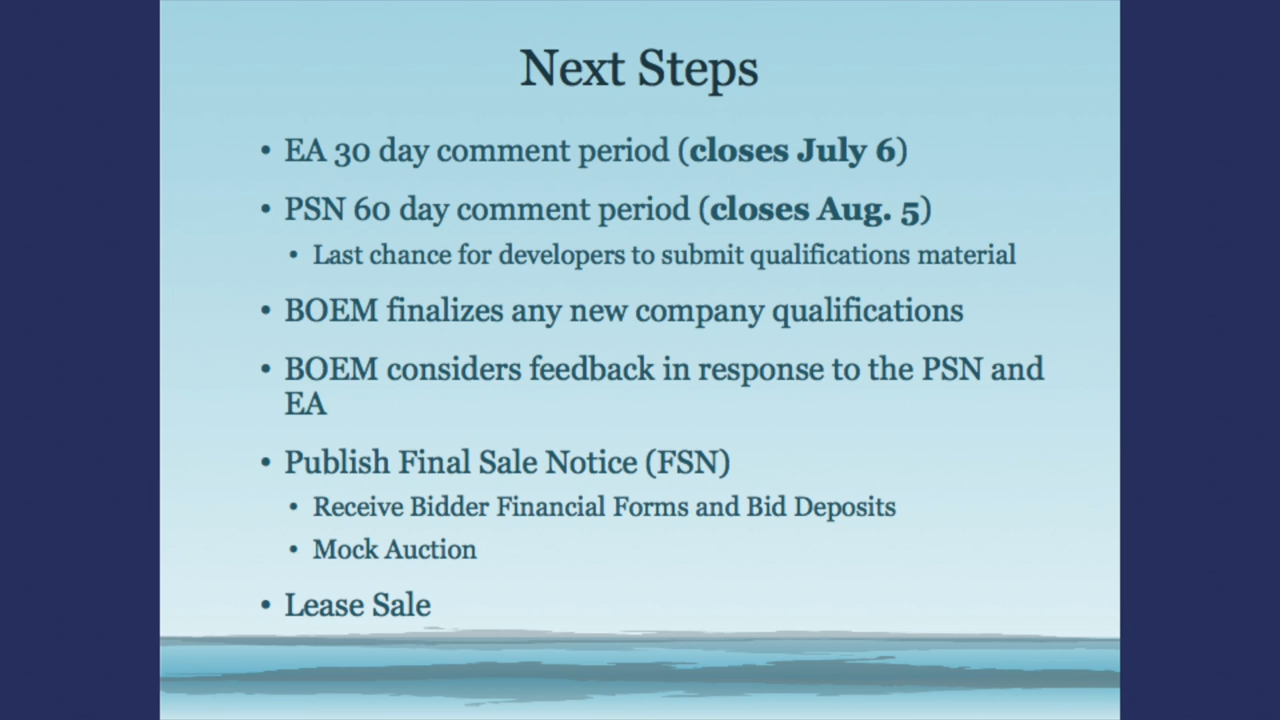 Next Steps
• EA 30 day comment period (closes July 6)
• PSN 60 day comment period (closes Aug. 5)
• Last chance for developers to submit qualifications material
• BOEM finalizes any new company qualifications
• BOEM considers feedback in response to the PSN and
EA
• Publish Final Sale Notice (FSN)
• Receive Bidder Financial Forms and Bid Deposits
• Mock Auction
• Lease Sale